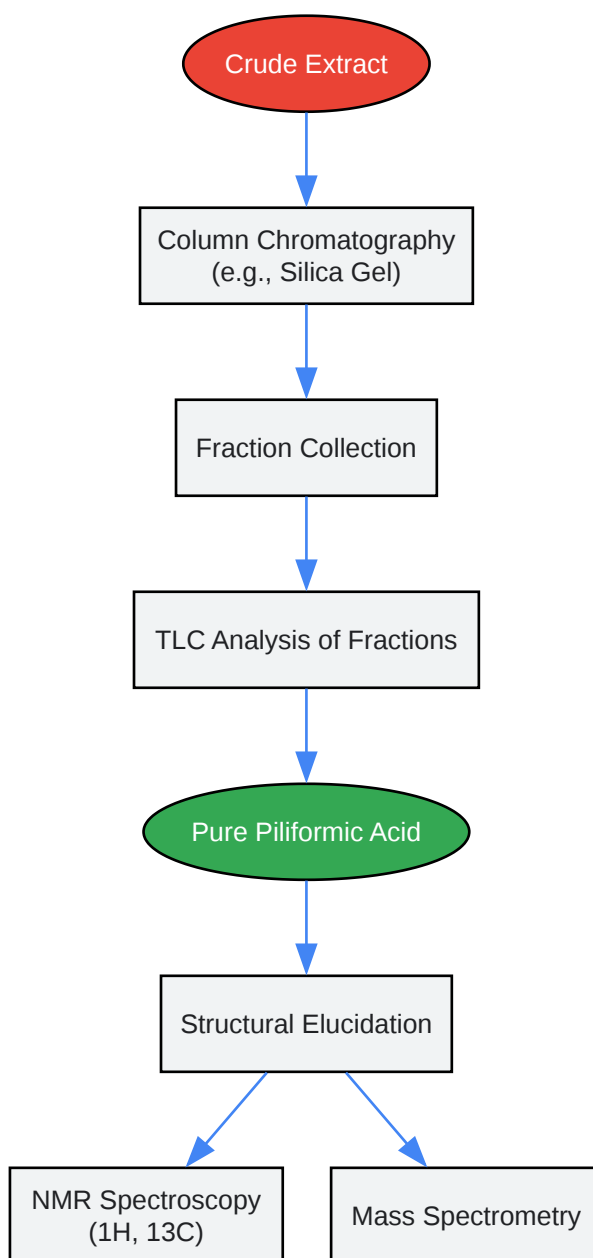 Crude Extract
Column Chromatography
(e.g., Silica Gel)
Fraction Collection
TLC Analysis of Fractions
Pure Piliformic Acid
Structural Elucidation
NMR Spectroscopy
(1H, 13C)
Mass Spectrometry